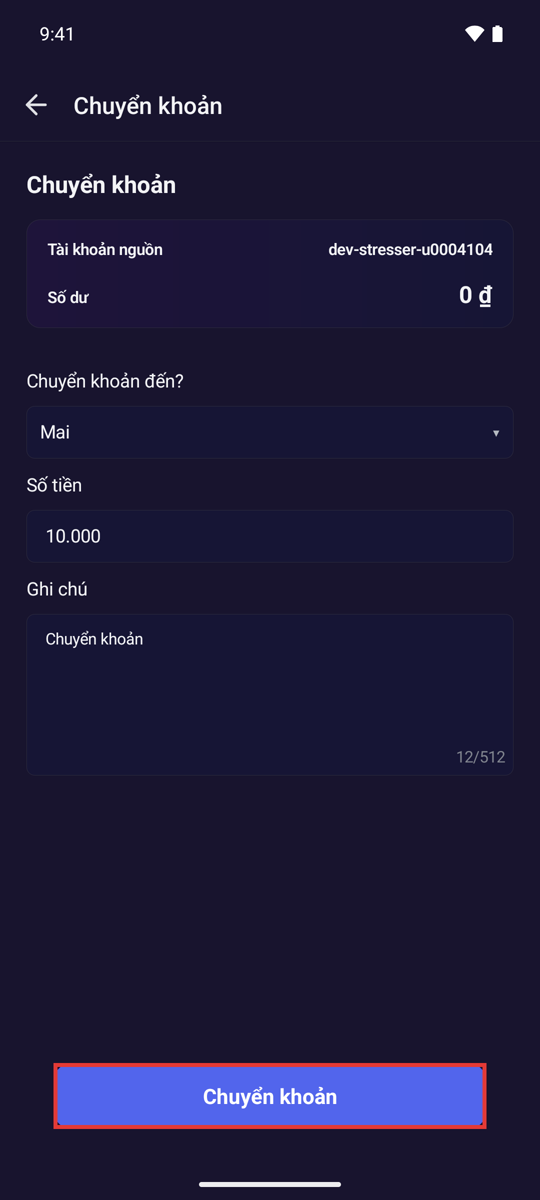 9:41
Chuyển khoản
Chuyển khoản
Tài khoản nguồn dev-stresser-u0004104
Số dư 0 ₫
Chuyển khoản đến?
Mai
Số tiền
10.000
Ghi chú
Chuyển khoản
12/512
Chuyển khoản